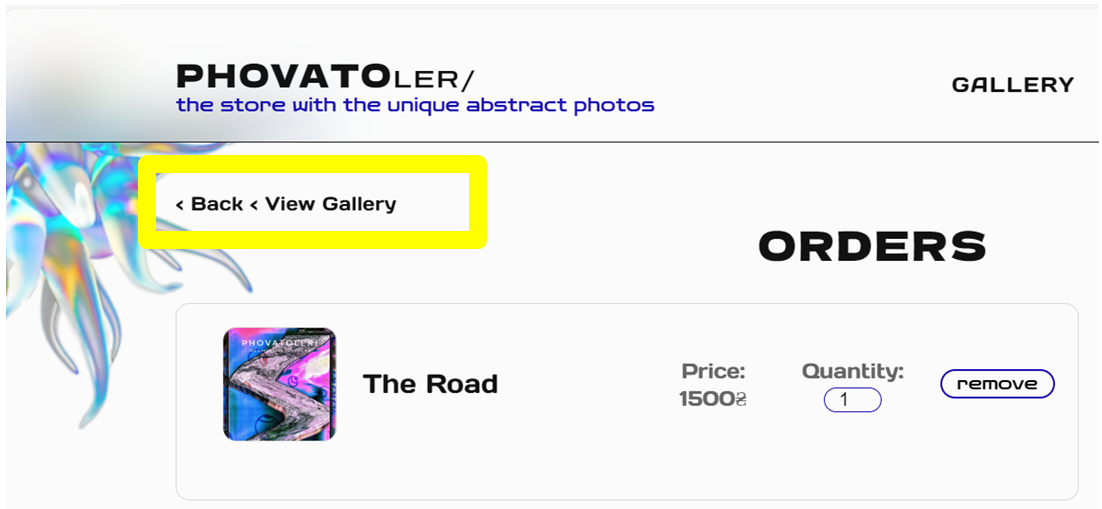 PHOVATOLER/
the store with the unique abstract photos
GALLERY
< Back < View Gallery
ORDERS
PHOVATOLER/
The Road
Price:
1500₴
Quantity:
1
remove